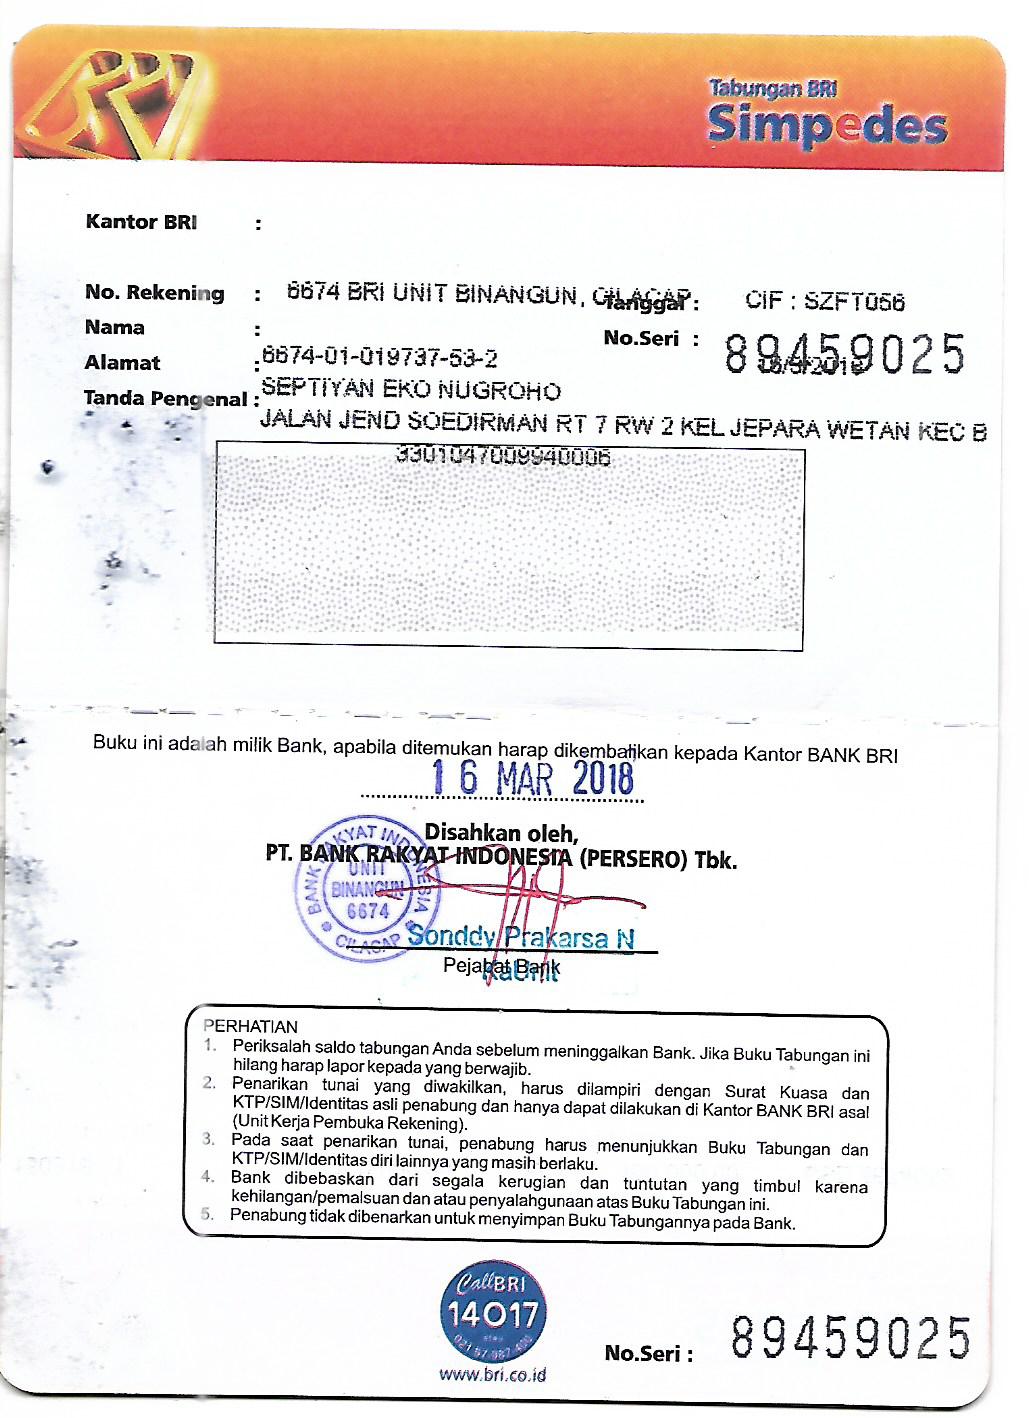 BRI
Tabungan BRI
Simpedes
Kantor BRI :
No. Rekening : 6674 BRI UNIT BINANGUN, CILACAP Tanggal : CIF : SZFT056
Nama :
No.Seri : 89459025
Alamat : 6674-01-019737-53-2
SEPTIYAN EKO NUGROHO
Tanda Pengenal :
JALAN JEND SOEDIRMAN RT 7 RW 2 KEL JEPARA WETAN KEC B
3301047009940006
Buku ini adalah milik Bank, apabila ditemukan harap dikembalikan kepada Kantor BANK BRI
16 MAR 2018
Disahkan oleh,
PT. BANK RAKYAT INDONESIA (PERSERO) Tbk.
BANK RAKYAT INDONESIA
UNIT
BINANGUN
6674
CILACAP
Sonddy Prakarsa N
Pejabat Bank
KaUnit
PERHATIAN
1. Periksalah saldo tabungan Anda sebelum meninggalkan Bank. Jika Buku Tabungan ini
hilang harap lapor kepada yang berwajib.
2. Penarikan tunai yang diwakilkan, harus dilampiri dengan Surat Kuasa dan
KTP/SIM/Identitas asli penabung dan hanya dapat dilakukan di Kantor BANK BRI asal
(Unit Kerja Pembuka Rekening).
3. Pada saat penarikan tunai, penabung harus menunjukkan Buku Tabungan dan
KTP/SIM/Identitas diri lainnya yang masih berlaku.
4. Bank dibebaskan dari segala kerugian dan tuntutan yang timbul karena
kehilangan/pemalsuan dan atau penyalahgunaan atas Buku Tabungan ini.
5. Penabung tidak dibenarkan untuk menyimpan Buku Tabungannya pada Bank.
CallBRI
14017
atau
www.bri.co.id
No.Seri : 89459025